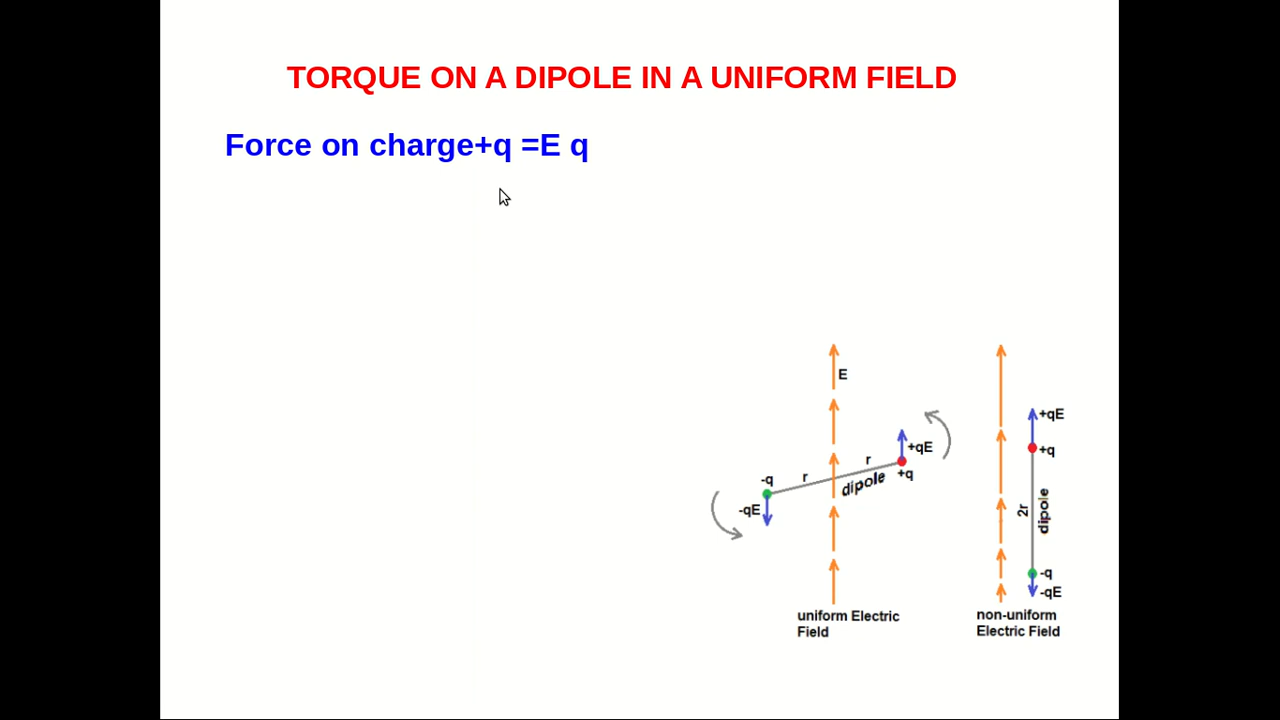 TORQUE ON A DIPOLE IN A UNIFORM FIELD
Force on charge+q =E q
E
+qE
r
r
-q
dipole
+q
-qE
uniform Electric
Field
+qE
+q
2r
dipole
-q
-qE
non-uniform
Electric Field